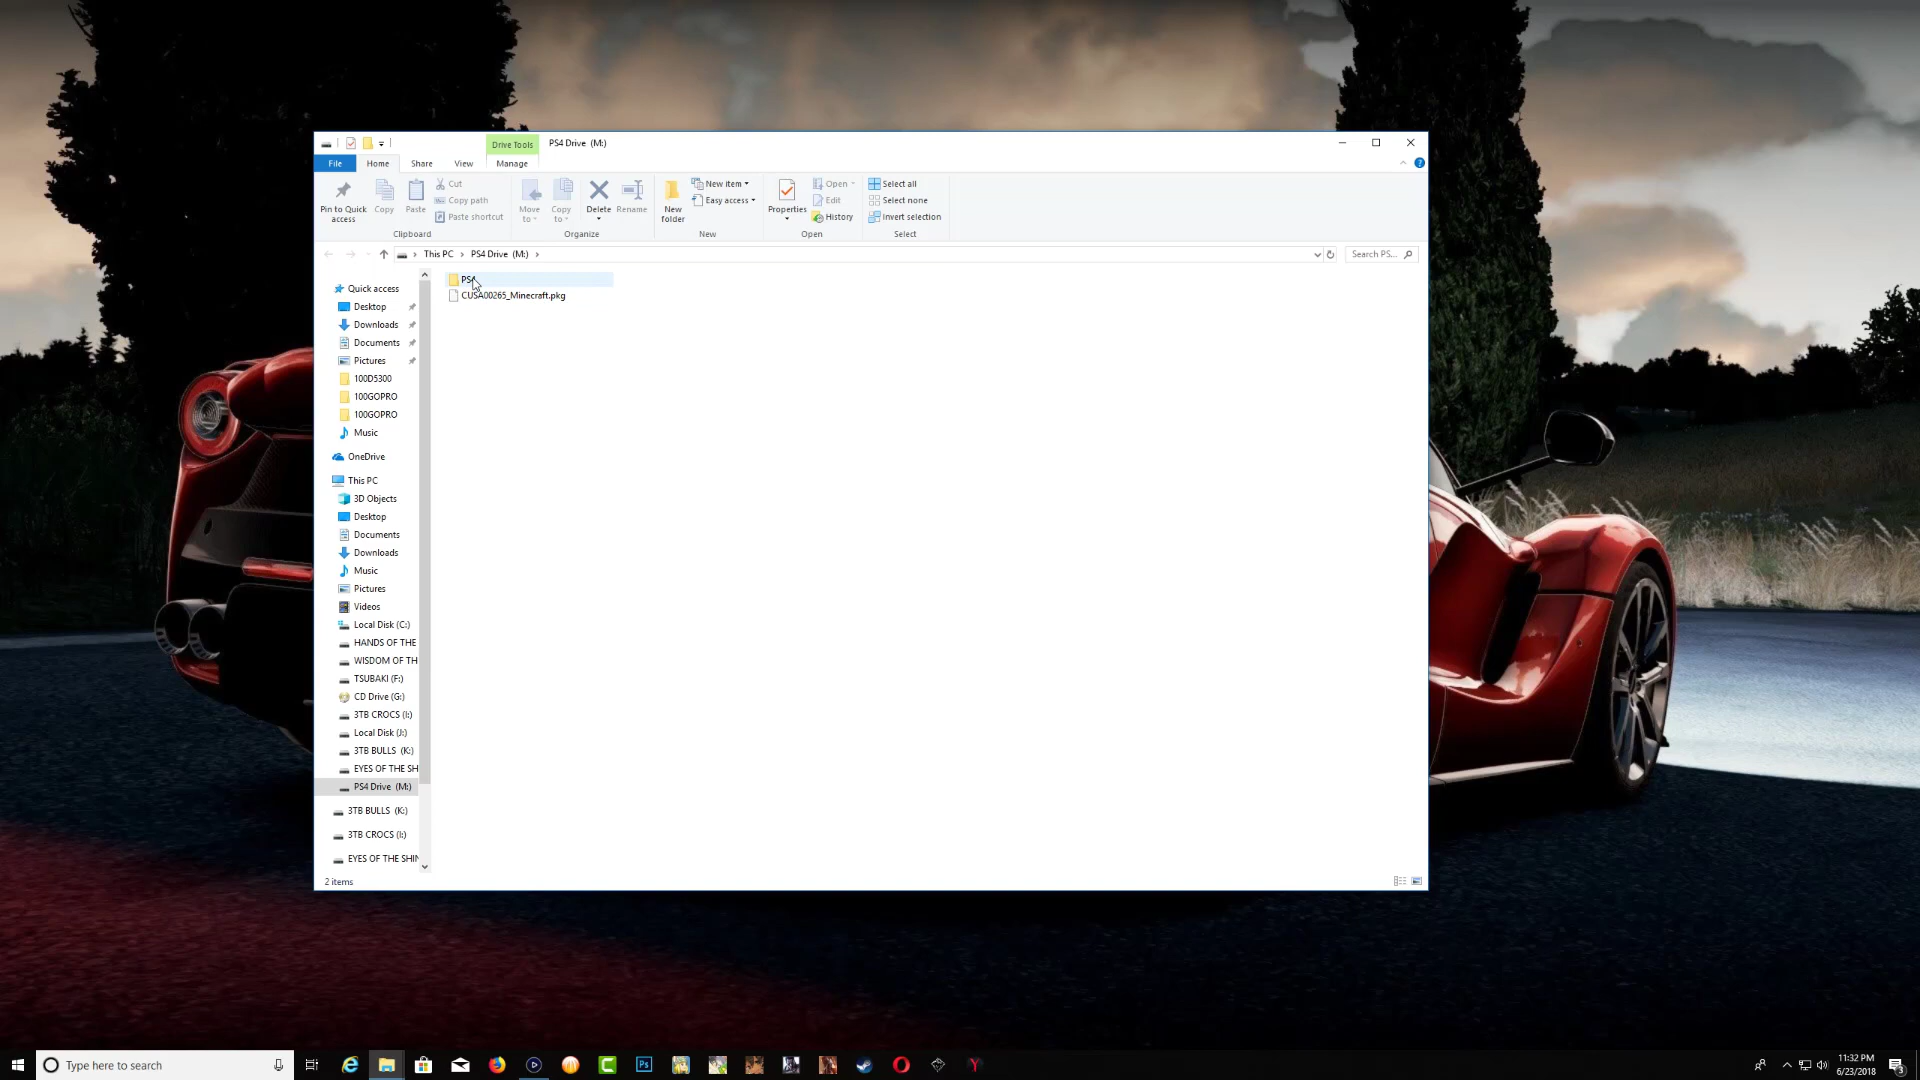 Drive Tools
PS4 Drive (M:)
File
Home
Share
View
Manage
Pin to Quick access
Copy
Paste
Cut
Copy path
Paste shortcut
Clipboard
Move to
Copy to
Delete
Rename
Organize
New folder
New item
Easy access
New
Properties
Open
Edit
History
Open
Select all
Select none
Invert selection
Select
This PC > PS4 Drive (M:) >
Search PS...
PS4
CUSA00265_Minecraft.pkg
Quick access
Desktop
Downloads
Documents
Pictures
100D5300
100GOPRO
100GOPRO
Music
OneDrive
This PC
3D Objects
Desktop
Documents
Downloads
Music
Pictures
Videos
Local Disk (C:)
HANDS OF THE
WISDOM OF TH
TSUBAKI (F:)
CD Drive (G:)
3TB CROCS (I:)
Local Disk (J:)
3TB BULLS (K:)
EYES OF THE SH
PS4 Drive (M:)
3TB BULLS (K:)
3TB CROCS (I:)
EYES OF THE SHIN
2 items
Type here to search
Ps
11:32 PM
6/23/2018
3